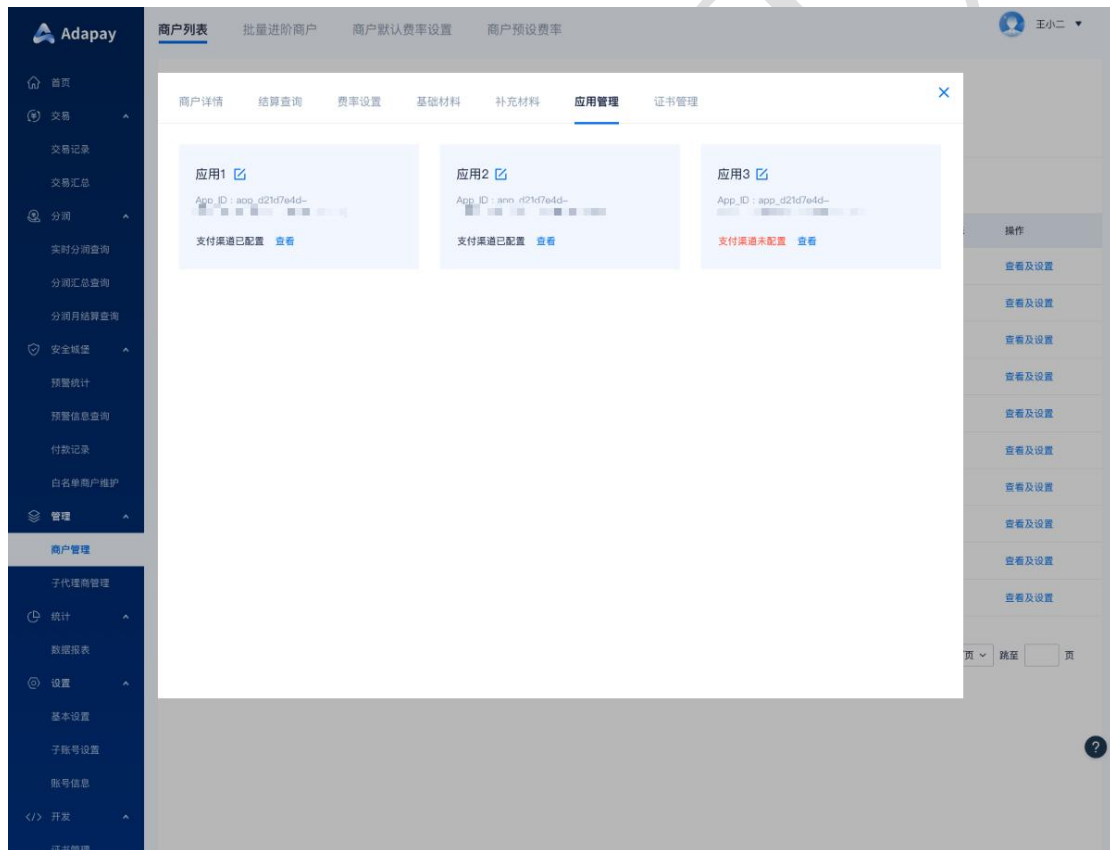 Adapay
商户列表 批量进阶商户 商户默认费率设置 商户预设费率
王小二
首页
交易
交易记录
交易汇总
分润
实时分润查询
分润汇总查询
分润月结算查询
安全城堡
预警统计
预警信息查询
付款记录
白名单商户维护
管理
商户管理
子代理商管理
统计
数据报表
设置
基本设置
子账号设置
账号信息
开发
证书管理
商户详情 结算查询 费率设置 基础材料 补充材料 应用管理 证书管理
应用1
App_ID : app_d21d7e4d-
支付渠道已配置 查看
应用2
App_ID : app_d21d7e4d-
支付渠道已配置 查看
应用3
App_ID : app_d21d7e4d-
支付渠道未配置 查看
操作
查看及设置
查看及设置
查看及设置
查看及设置
查看及设置
查看及设置
查看及设置
查看及设置
查看及设置
查看及设置
页 跳至 页
?